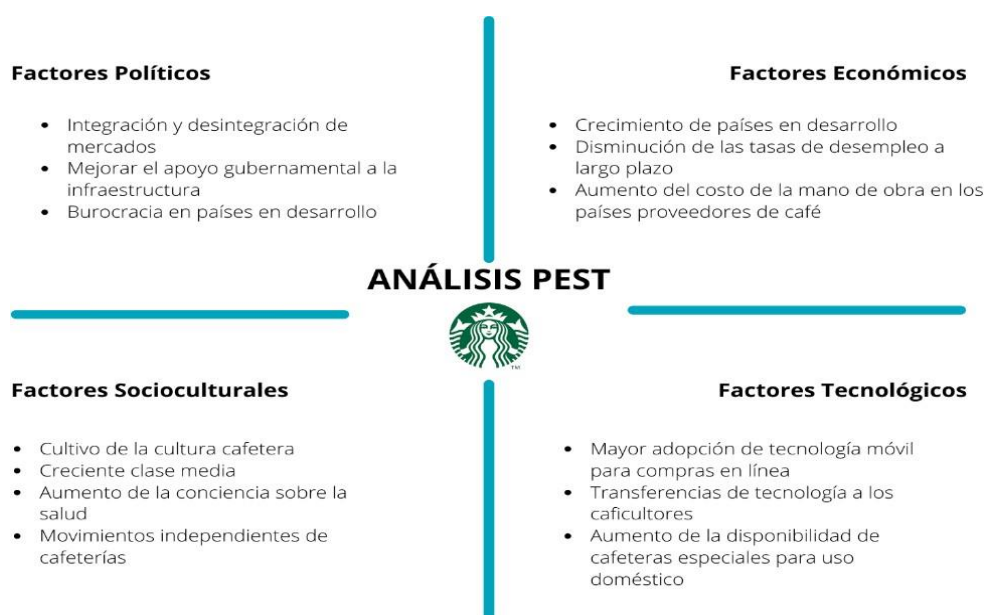 Factores Políticos
• Integración y desintegración de
mercados
• Mejorar el apoyo gubernamental a la
infraestructura
• Burocracia en países en desarrollo
Factores Económicos
• Crecimiento de países en desarrollo
• Disminución de las tasas de desempleo a
largo plazo
• Aumento del costo de la mano de obra en los
países proveedores de café
ANÁLISIS PEST
TM
Factores Socioculturales
• Cultivo de la cultura cafetera
• Creciente clase media
• Aumento de la conciencia sobre la
salud
• Movimientos independientes de
cafeterías
Factores Tecnológicos
• Mayor adopción de tecnología móvil
para compras en línea
• Transferencias de tecnología a los
caficultores
• Aumento de la disponibilidad de
cafeteras especiales para uso
doméstico